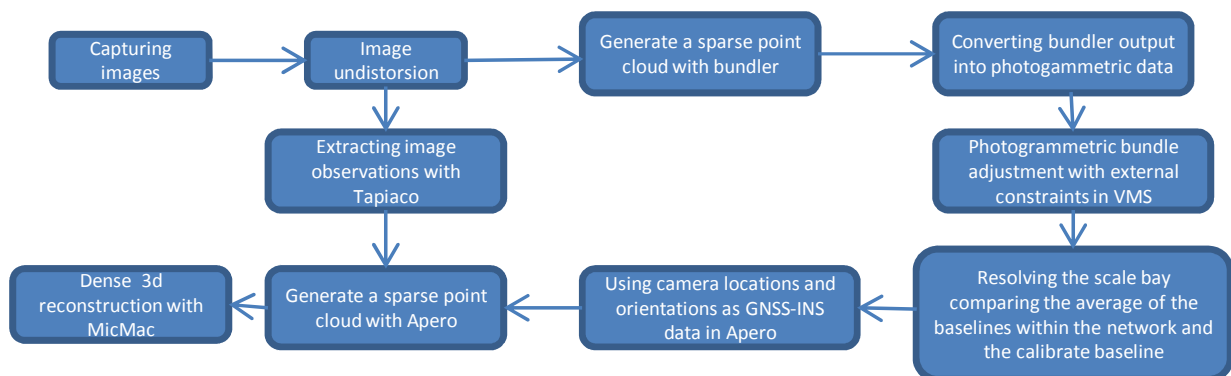 Capturing
images
Image
undistorsion
Generate a sparse point
cloud with bundler
Converting bundler output
into photogammetric data
Extracting image
observations with
Tapiaco
Photogrammetric bundle
adjustment with external
constraints in VMS
Dense 3d
reconstruction with
MicMac
Generate a sparse point
cloud with Apero
Using camera locations and
orientations as GNSS-INS
data in Apero
Resolving the scale bay
comparing the average of the
baselines within the network and
the calibrate baseline